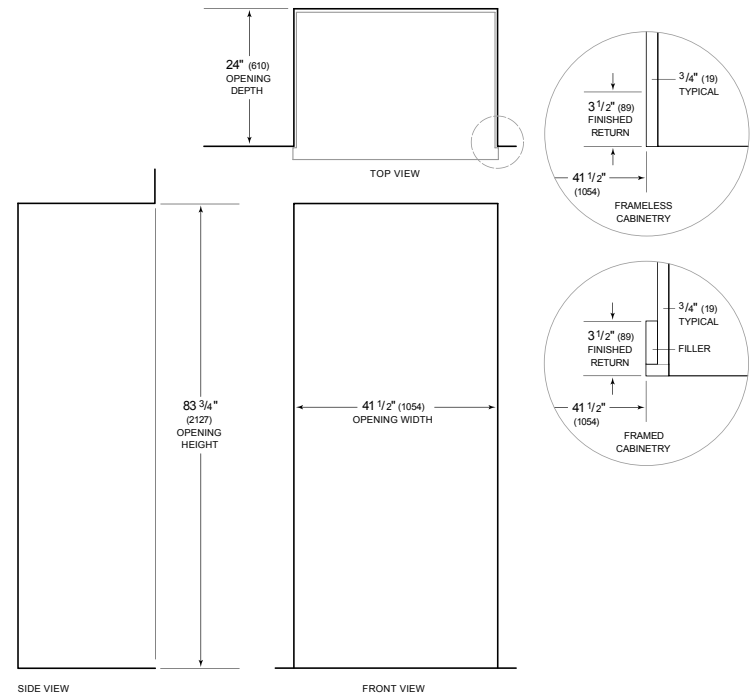 24" (610)
OPENING
DEPTH
TOP VIEW
3/4" (19)
TYPICAL
3 1/2" (89)
FINISHED
RETURN
41 1/2"
(1054)
FRAMELESS
CABINETRY
3/4" (19)
TYPICAL
3 1/2" (89)
FINISHED
RETURN
FILLER
41 1/2"
(1054)
FRAMED
CABINETRY
83 3/4"
(2127)
OPENING
HEIGHT
41 1/2" (1054)
OPENING WIDTH
SIDE VIEW
FRONT VIEW